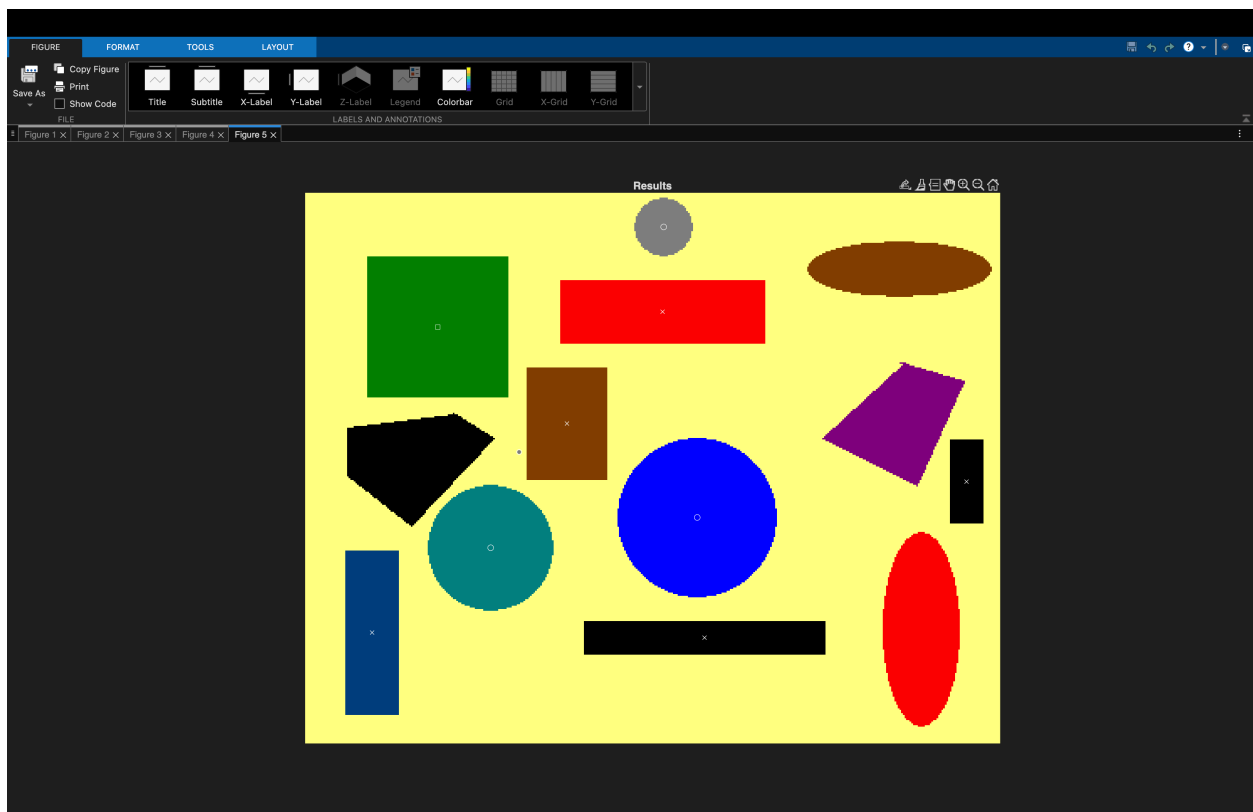 FIGURE FORMAT TOOLS LAYOUT
Save As
Copy Figure
Print
Show Code
FILE
Title Subtitle X-Label Y-Label Z-Label Legend Colorbar Grid X-Grid Y-Grid
LABELS AND ANNOTATIONS
Figure 1 Figure 2 Figure 3 Figure 4 Figure 5
Results